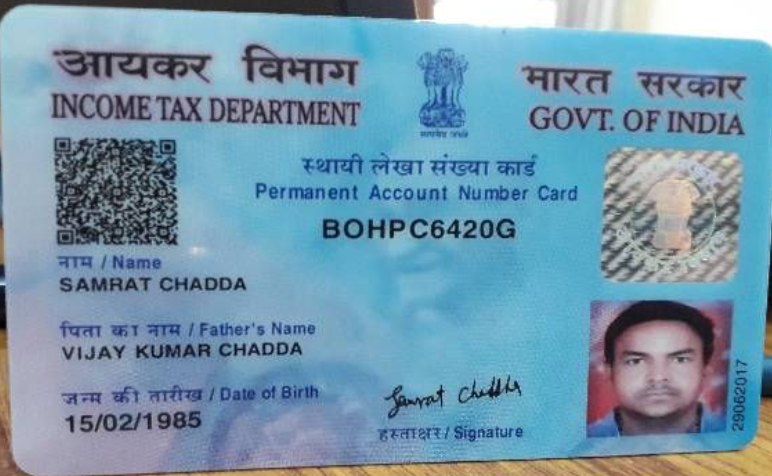 आयकर विभाग
INCOME TAX DEPARTMENT
भारत सरकार
GOVT. OF INDIA
सत्यमेव जयते
स्थायी लेखा संख्या कार्ड
Permanent Account Number Card
BOHPC6420G
नाम / Name
SAMRAT CHADDA
पिता का नाम / Father's Name
VIJAY KUMAR CHADDA
जन्म की तारीख / Date of Birth
15/02/1985
Samrat Chaddha
हस्ताक्षर / Signature
29062017